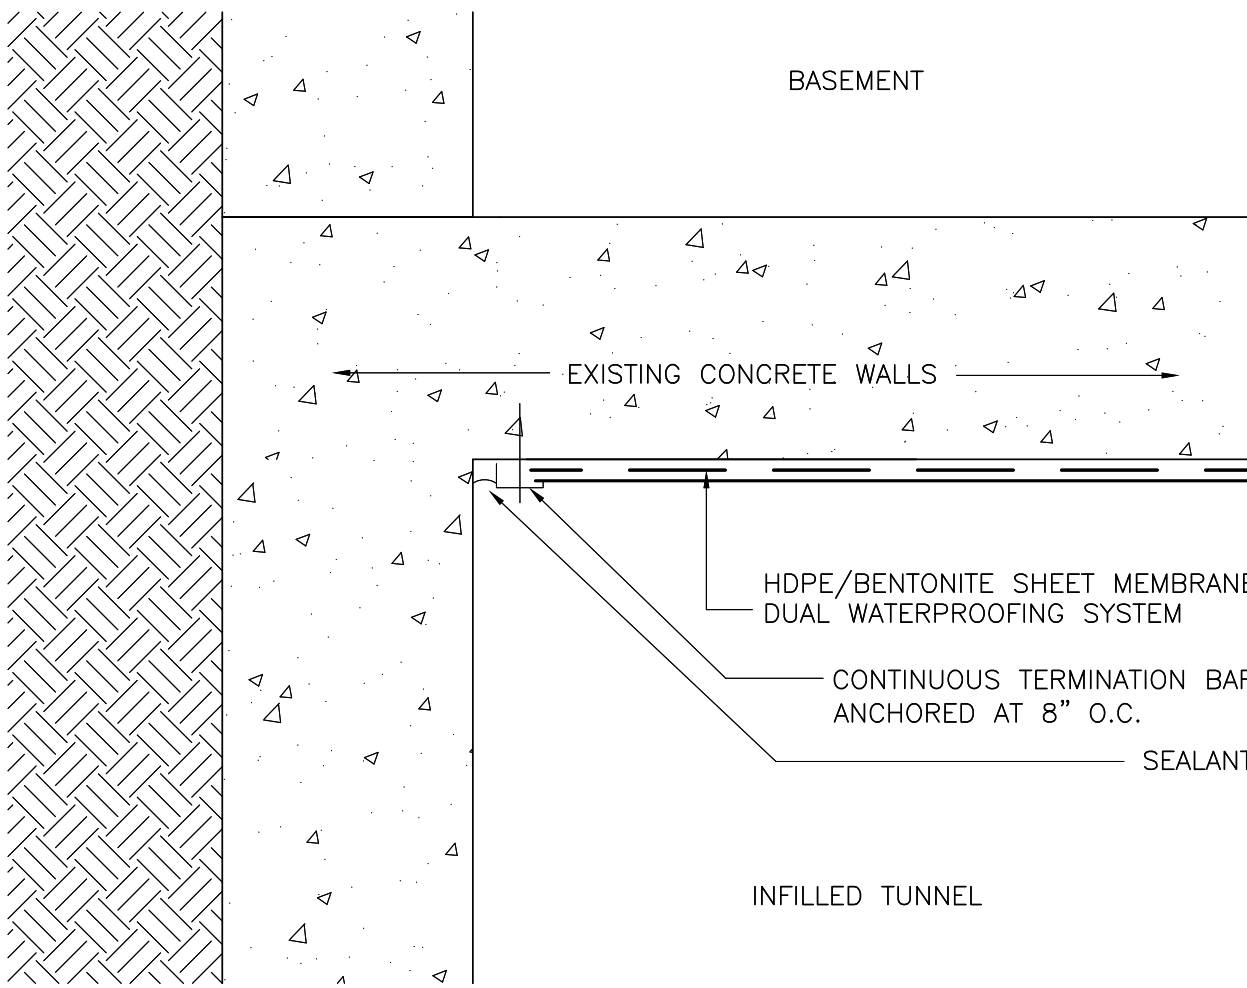 BASEMENT
EXISTING CONCRETE WALLS
HDPE/BENTONITE SHEET MEMBRANE
DUAL WATERPROOFING SYSTEM
CONTINUOUS TERMINATION BAR
ANCHORED AT 8” O.C.
SEALANT
INFILLED TUNNEL